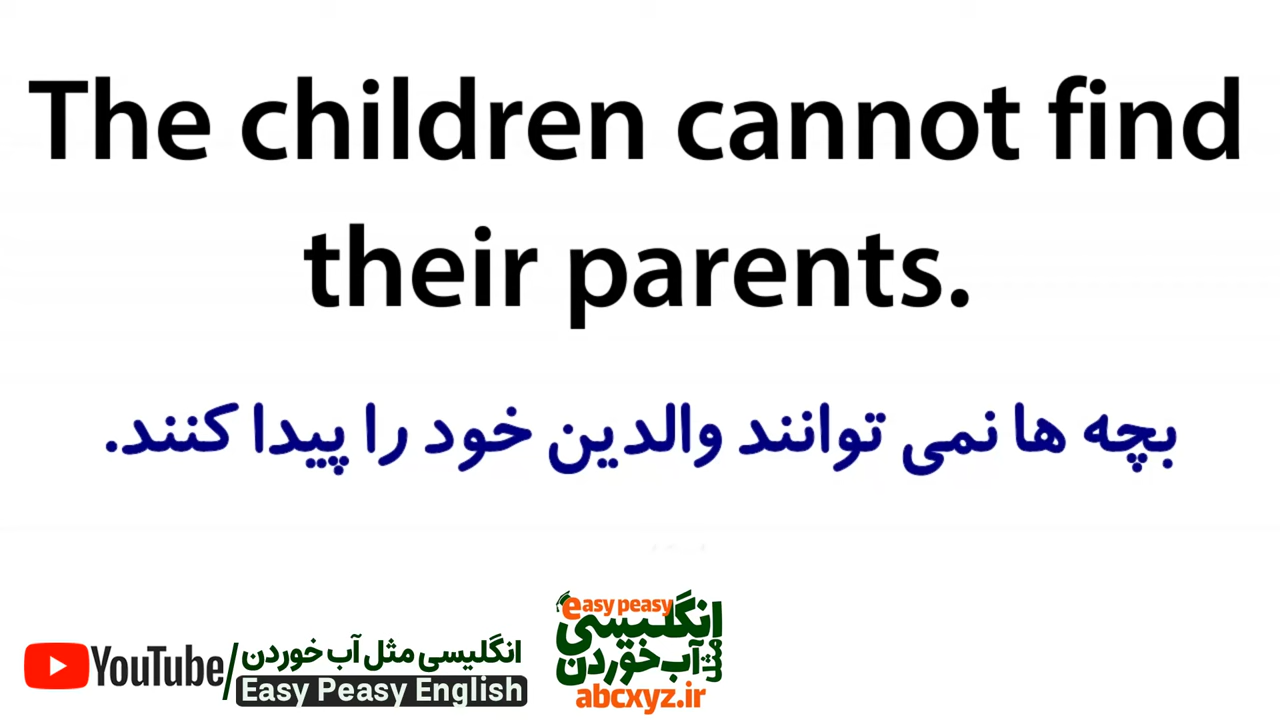 The children cannot find
their parents.
بچه ها نمی توانند والدین خود را پیدا کنند.
YouTube/انگلیسی مثل آب خوردن
Easy Peasy English
easy peasy
انگلیسی
مثل
آب خوردن
abcxyz.ir